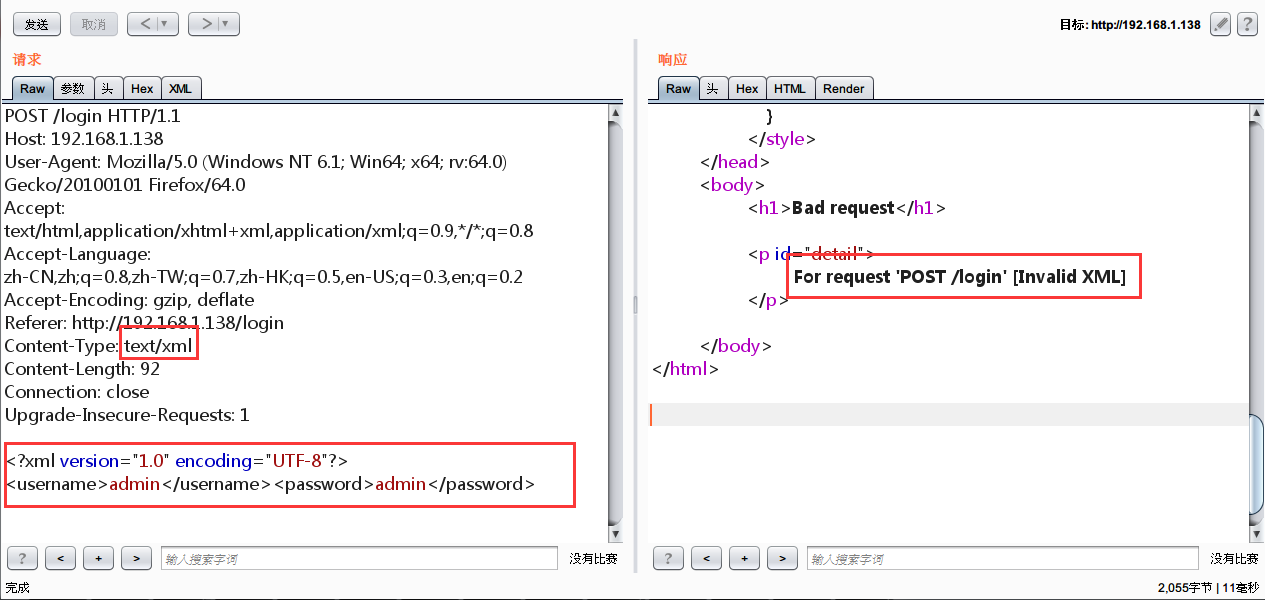 发送 取消 < ▼ > ▼ 目标: http://192.168.1.138 ?
请求
Raw 参数 头 Hex XML
POST /login HTTP/1.1
Host: 192.168.1.138
User-Agent: Mozilla/5.0 (Windows NT 6.1; Win64; x64; rv:64.0)
Gecko/20100101 Firefox/64.0
Accept:
text/html,application/xhtml+xml,application/xml;q=0.9,*/*;q=0.8
Accept-Language:
zh-CN,zh;q=0.8,zh-TW;q=0.7,zh-HK;q=0.5,en-US;q=0.3,en;q=0.2
Accept-Encoding: gzip, deflate
Referer: http://192.168.1.138/login
Content-Type: text/xml
Content-Length: 92
Connection: close
Upgrade-Insecure-Requests: 1
<?xml version="1.0" encoding="UTF-8"?>
<username>admin</username><password>admin</password>
? < + > 输入搜索字词 没有比赛
响应
Raw 头 Hex HTML Render
}
</style>
</head>
<body>
<h1>Bad request</h1>
<p id="detail">
For request 'POST /login' [Invalid XML]
</p>
</body>
</html>
? < + > 输入搜索字词 没有比赛
完成 2,055字节 | 11毫秒